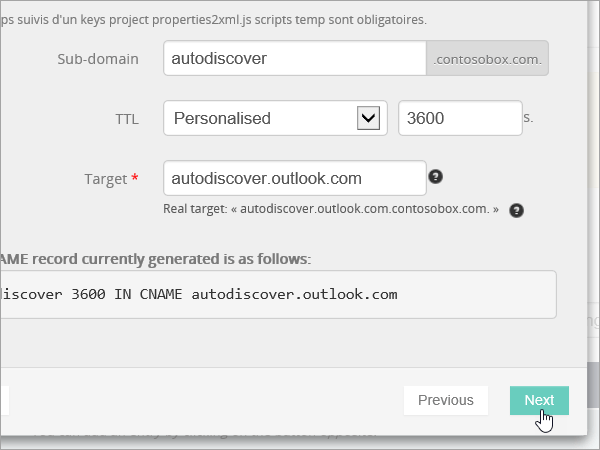 ps suivis d'un keys project properties2xml.js scripts temp sont obligatoires.
Sub-domain autodiscover .contosobox.com.
TTL Personalised 3600 s.
Target * autodiscover.outlook.com ?
Real target: « autodiscover.outlook.com.contosobox.com. » ?
AME record currently generated is as follows:
discover 3600 IN CNAME autodiscover.outlook.com
Previous Next